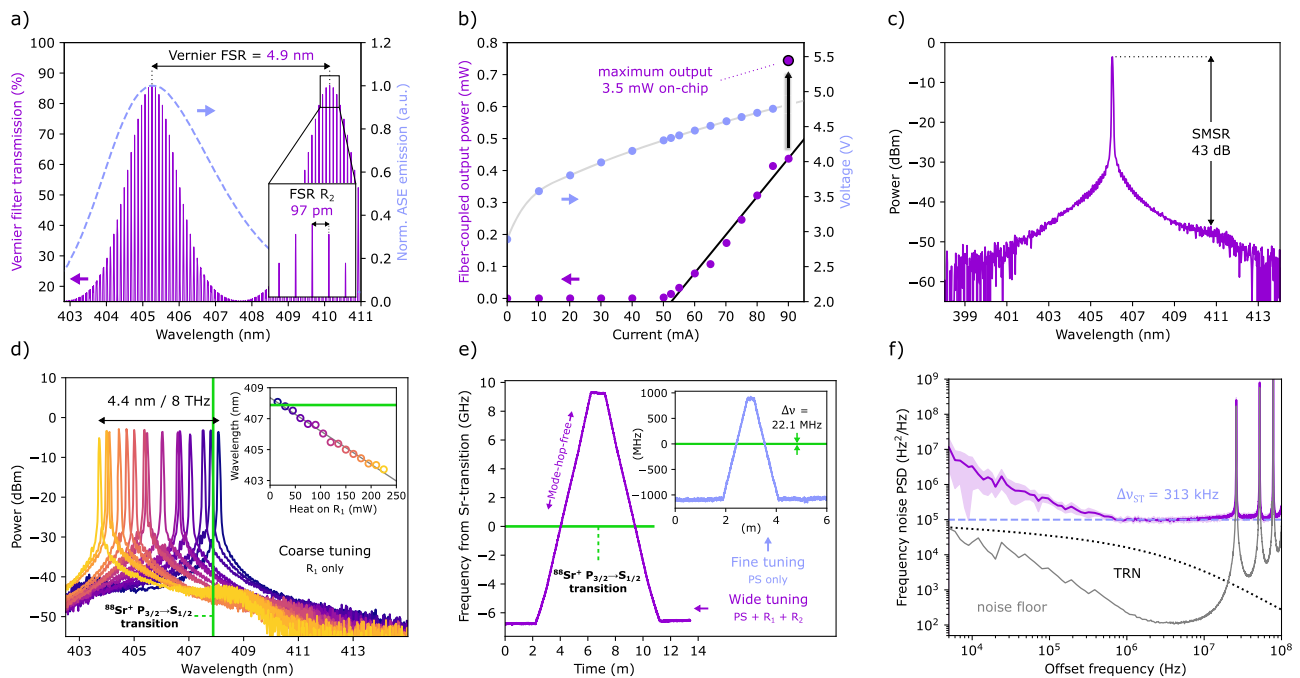 a)
Vernier FSR = 4.9 nm
Vernier filter transmission (%)
100
90
80
70
60
50
40
30
20
1.2
1.0
0.8
0.6
0.4
0.2
0.0
Norm. ASE emission (a.u.)
FSR R2
97 pm
403 404 405 406 407 408 409 410 411
Wavelength (nm)
b)
Fiber-coupled output power (mW)
0.8
0.7
0.6
0.5
0.4
0.3
0.2
0.1
0.0
maximum output
3.5 mW on-chip
5.5
5.0
4.5
4.0
3.5
3.0
2.5
2.0
Voltage (V)
0 10 20 30 40 50 60 70 80 90
Current (mA)
c)
Power (dBm)
0
−10
−20
−30
−40
−50
−60
SMSR
43 dB
399 401 403 405 407 409 411 413
Wavelength (nm)
d)
Power (dBm)
10
0
−10
−20
−30
−40
−50
4.4 nm / 8 THz
Wavelength (nm)
409
407
405
403
0 50 100 150 200 250
Heat on R1 (mW)
Coarse tuning
R1 only
88Sr+ P3/2→S1/2
transition
403 405 407 409 411 413
Wavelength (nm)
e)
Frequency from Sr-transition (GHz)
10
8
6
4
2
0
−2
−4
−6
←Mode-hop-free→
88Sr+ P3/2→S1/2
transition
(MHz)
1000
500
0
−500
−1000
Δν =
22.1 MHz
0 2 (m) 4 6
Fine tuning
PS only
Wide tuning
PS + R1 + R2
0 2 4 6 8 10 12 14
Time (m)
f)
Frequency noise PSD (Hz2/Hz)
10^9
10^8
10^7
10^6
10^5
10^4
10^3
10^2
ΔνST = 313 kHz
TRN
noise floor
10^4 10^5 10^6 10^7 10^8
Offset frequency (Hz)